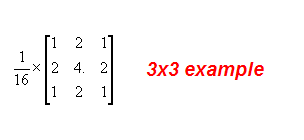 1/16 × [1 2 1
2 4. 2
1 2 1]
3x3 example